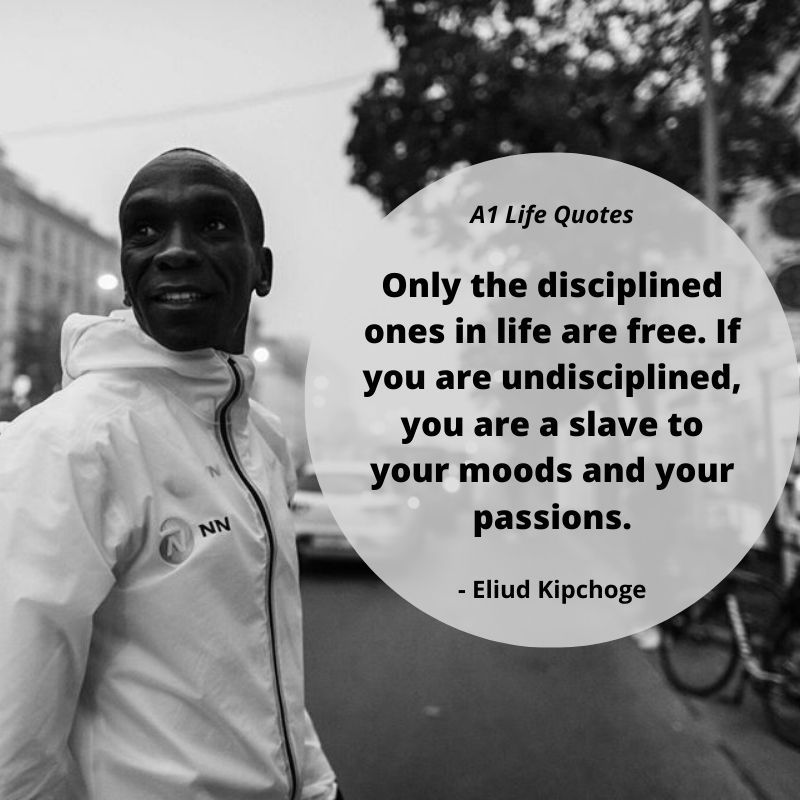 A1 Life Quotes
Only the disciplined
ones in life are free. If
you are undisciplined,
you are a slave to
your moods and your
passions.
- Eliud Kipchoge
N
NN